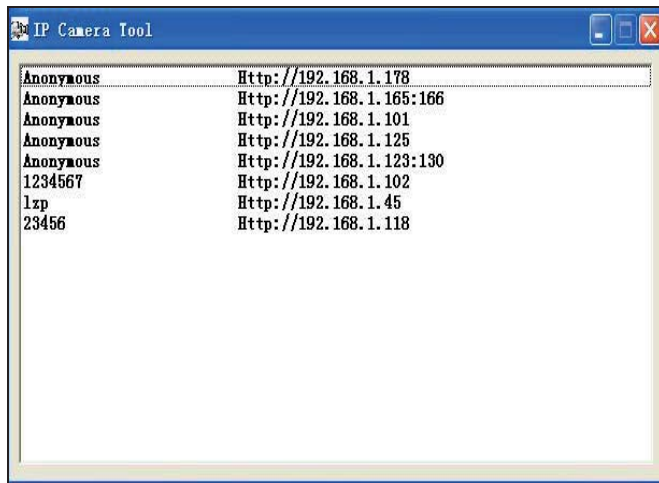 IP Camera Tool
Anonymous Http://192.168.1.178
Anonymous Http://192.168.1.165:166
Anonymous Http://192.168.1.101
Anonymous Http://192.168.1.125
Anonymous Http://192.168.1.123:130
1234567 Http://192.168.1.102
lzp Http://192.168.1.45
23456 Http://192.168.1.118